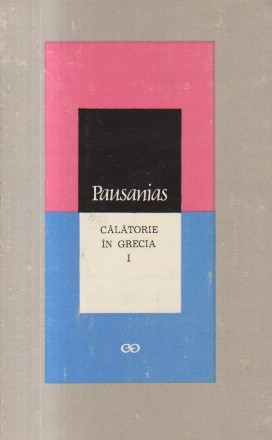 Pausanias
CĂLĂTORIE
ÎN GRECIA
I